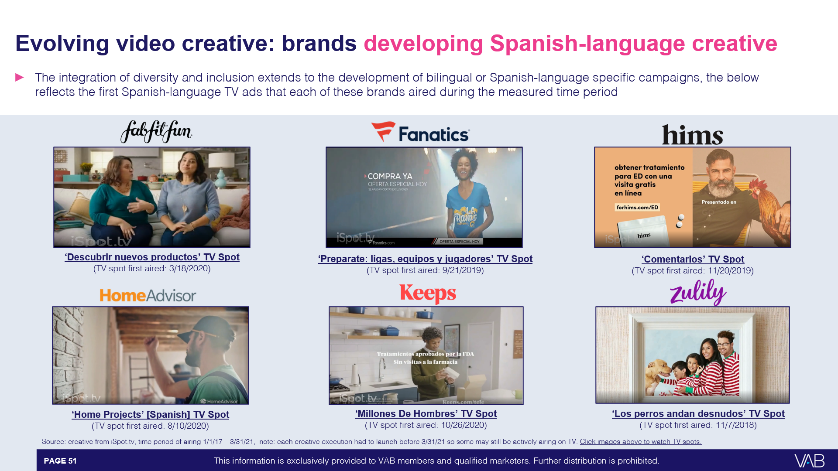 Evolving video creative: brands developing Spanish-language creative
The integration of diversity and inclusion extends to the development of bilingual or Spanish-language specific campaigns, the below
reflects the first Spanish-language TV ads that each of these brands aired during the measured time period
fabfitfun
Fanatics
hims
iSpot.tv
COMPRA YA
OFERTA ESPECIAL HOY
iSpot.tv
Fanatics.com
OFERTA ESPECIAL HOY
obtener tratamiento
para ED con una
visita gratis
en línea
forhims.com/ED
hims
Presentado en
iSpot.tv
'Descubrir nuevos productos' TV Spot
(TV spot first aired: 3/18/2020)
'Preparate: ligas, equipos y jugadores' TV Spot
(TV spot first aired: 9/21/2019)
'Comentarios' TV Spot
(TV spot first aired: 11/20/2019)
HomeAdvisor
Keeps
zulily
iSpot.tv
HomeAdvisor
Tratamientos aprobados por la FDA
Sin visitas a la farmacia
iSpot.tv
iSpot.tv
'Home Projects' [Spanish] TV Spot
(TV spot first aired: 8/10/2020)
'Millones De Hombres' TV Spot
(TV spot first aired: 10/26/2020)
'Los perros andan desnudos' TV Spot
(TV spot first aired: 11/7/2018)
Source: creative from iSpot.tv, time period of airing 1/1/17 – 3/31/21, note: each creative execution had to launch before 3/31/21 so some may still be actively airing on TV. Click images above to watch TV spots.
PAGE 51
This information is exclusively provided to VAB members and qualified marketers. Further distribution is prohibited.
VAB